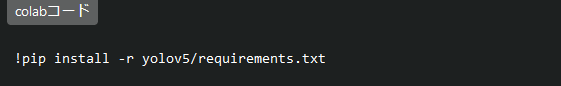 colabコード
!pip install -r yolov5/requirements.txt